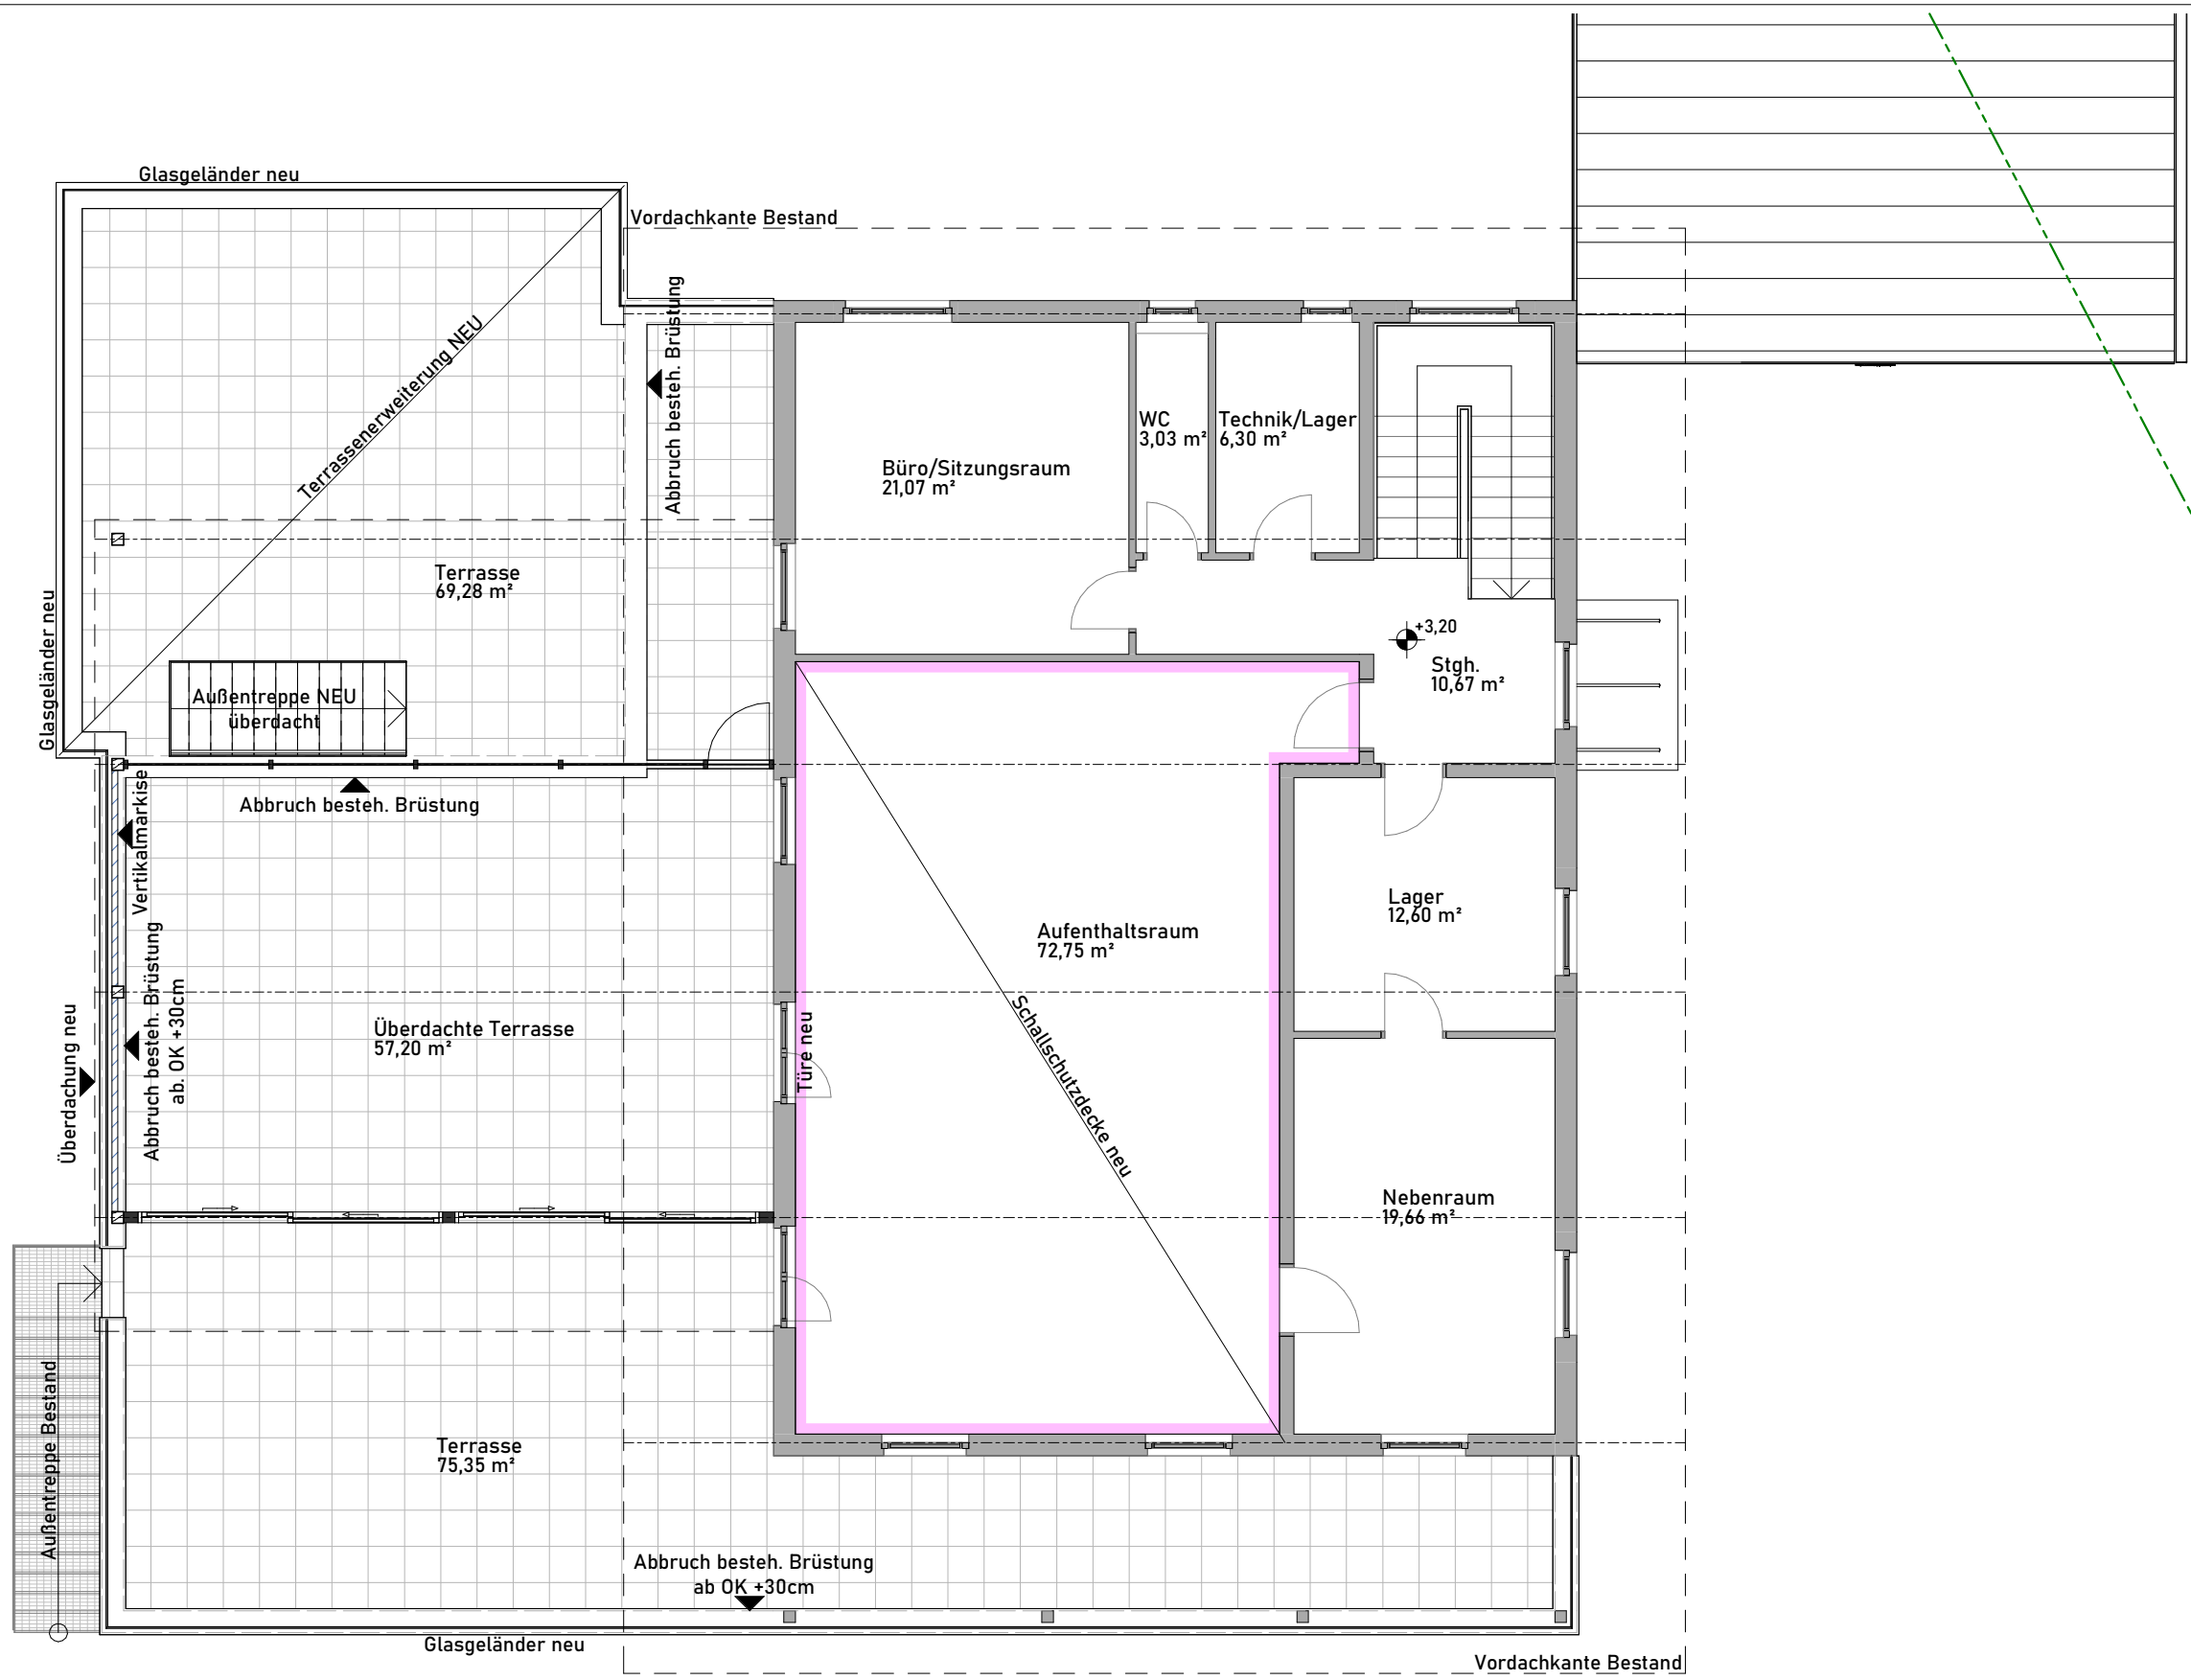 Glasgeländer neu
Vordachkante Bestand
Terrassenerweiterung NEU
Abbruch besteh. Brüstung
WC
3,03 m²
Technik/Lager
6,30 m²
Büro/Sitzungsraum
21,07 m²
Terrasse
69,28 m²
Glasgeländer neu
+3,20
Stgh.
10,67 m²
Außentreppe NEU
überdacht
Abbruch besteh. Brüstung
Vertikalmarkise
Lager
12,60 m²
Aufenthaltsraum
72,75 m²
Abbruch besteh. Brüstung
ab. OK +30cm
Überdachung neu
Überdachte Terrasse
57,20 m²
Türe neu
Schallschutzdecke neu
Nebenraum
19,66 m²
Außentreppe Bestand
Terrasse
75,35 m²
Abbruch besteh. Brüstung
ab OK +30cm
Glasgeländer neu
Vordachkante Bestand